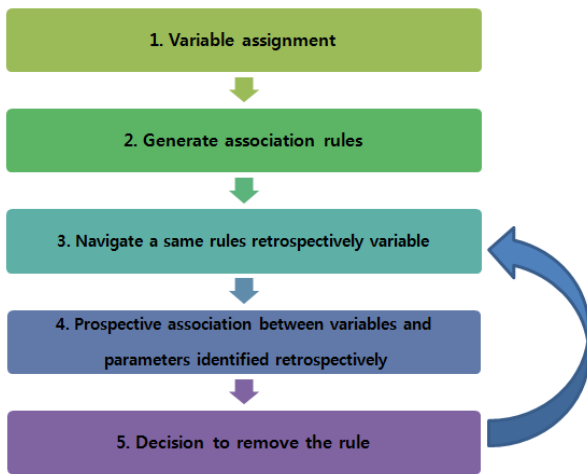 1. Variable assignment
2. Generate association rules
3. Navigate a same rules retrospectively variable
4. Prospective association between variables and
parameters identified retrospectively
5. Decision to remove the rule